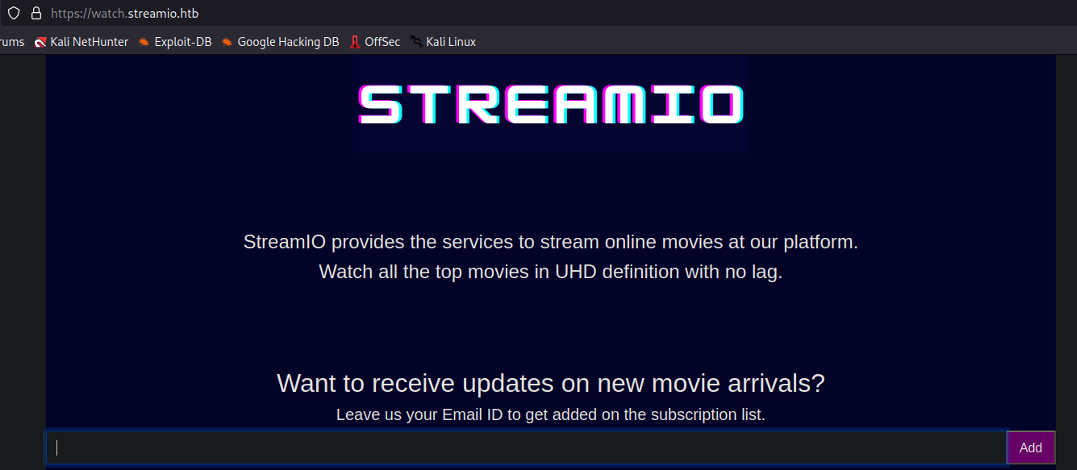 https://watch.streamio.htb
rums Kali NetHunter Exploit-DB Google Hacking DB OffSec Kali Linux
STREAMIO
StreamIO provides the services to stream online movies at our platform.
Watch all the top movies in UHD definition with no lag.
Want to receive updates on new movie arrivals?
Leave us your Email ID to get added on the subscription list.
Add